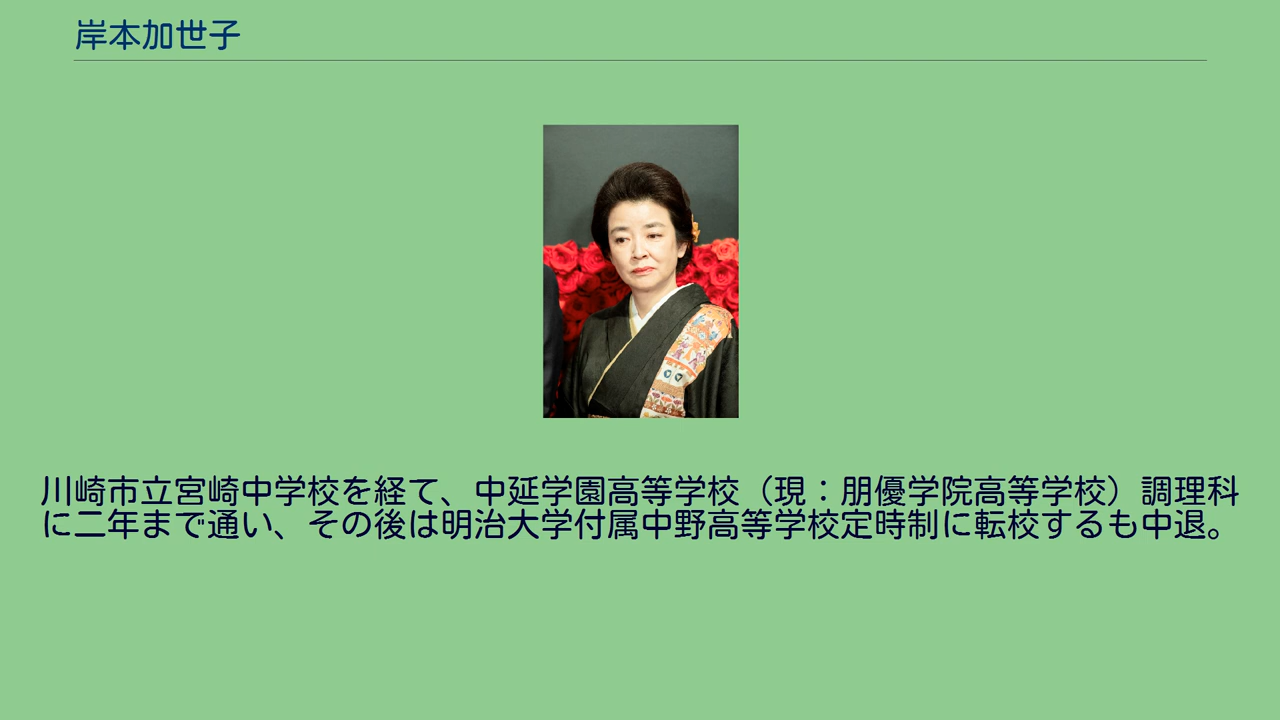 岸本加世子
川崎市立宮崎中学校を経て、中延学園高等学校（現：朋優学院高等学校）調理科
に二年まで通い、その後は明治大学付属中野高等学校定時制に転校するも中退。